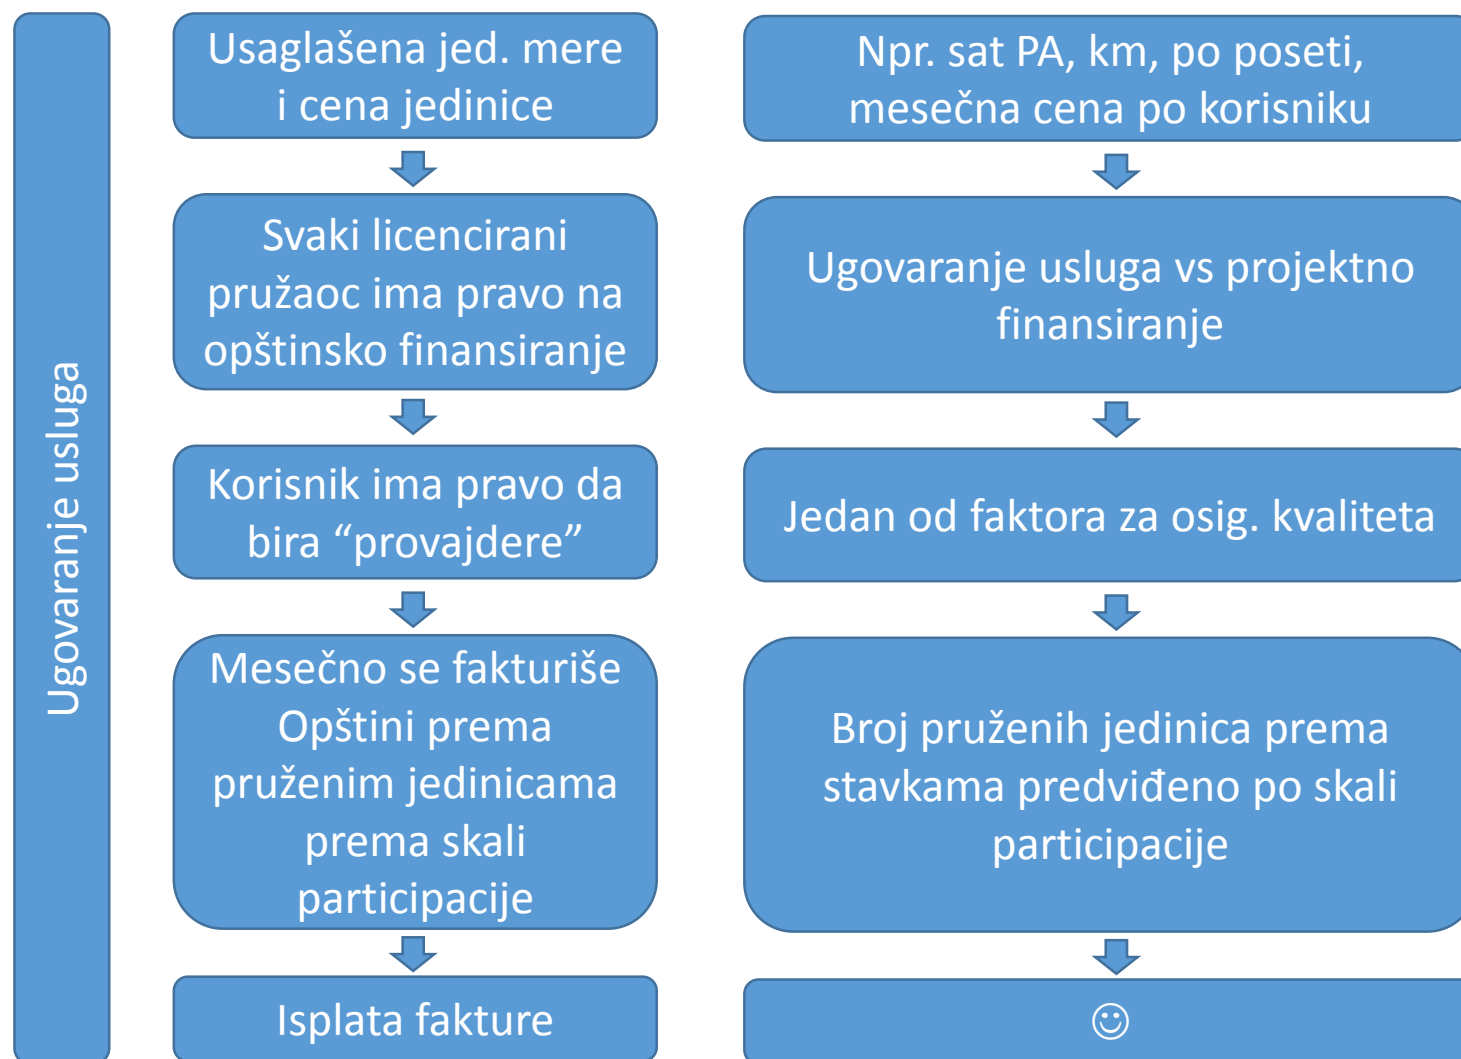 Ugovaranje usluga
Usaglašena jed. mere
i cena jedinice
Svaki licencirani
pružaoc ima pravo na
opštinsko finansiranje
Korisnik ima pravo da
bira “provajdere”
Mesečno se fakturiše
Opštini prema
pruženim jedinicama
prema skali
participacije
Isplata fakture
Npr. sat PA, km, po poseti,
mesečna cena po korisniku
Ugovaranje usluga vs projektno
finansiranje
Jedan od faktora za osig. kvaliteta
Broj pruženih jedinica prema
stavkama predviđeno po skali
participacije
☺